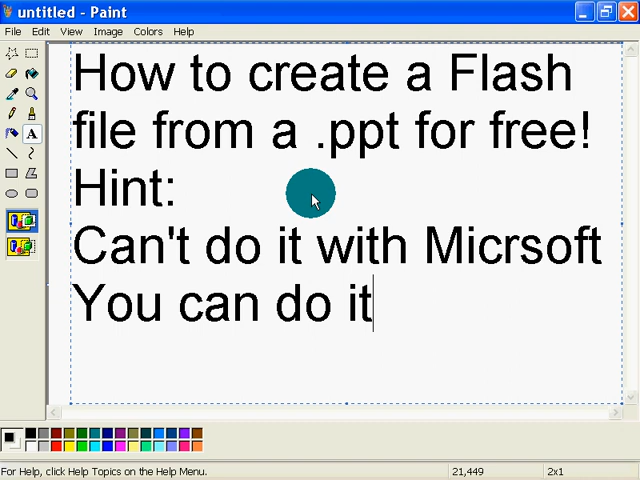 untitled - Paint
File Edit View Image Colors Help
A
How to create a Flash
file from a .ppt for free!
Hint:
Can't do it with Micrsoft
You can do it
For Help, click Help Topics on the Help Menu.
21,449
2x1